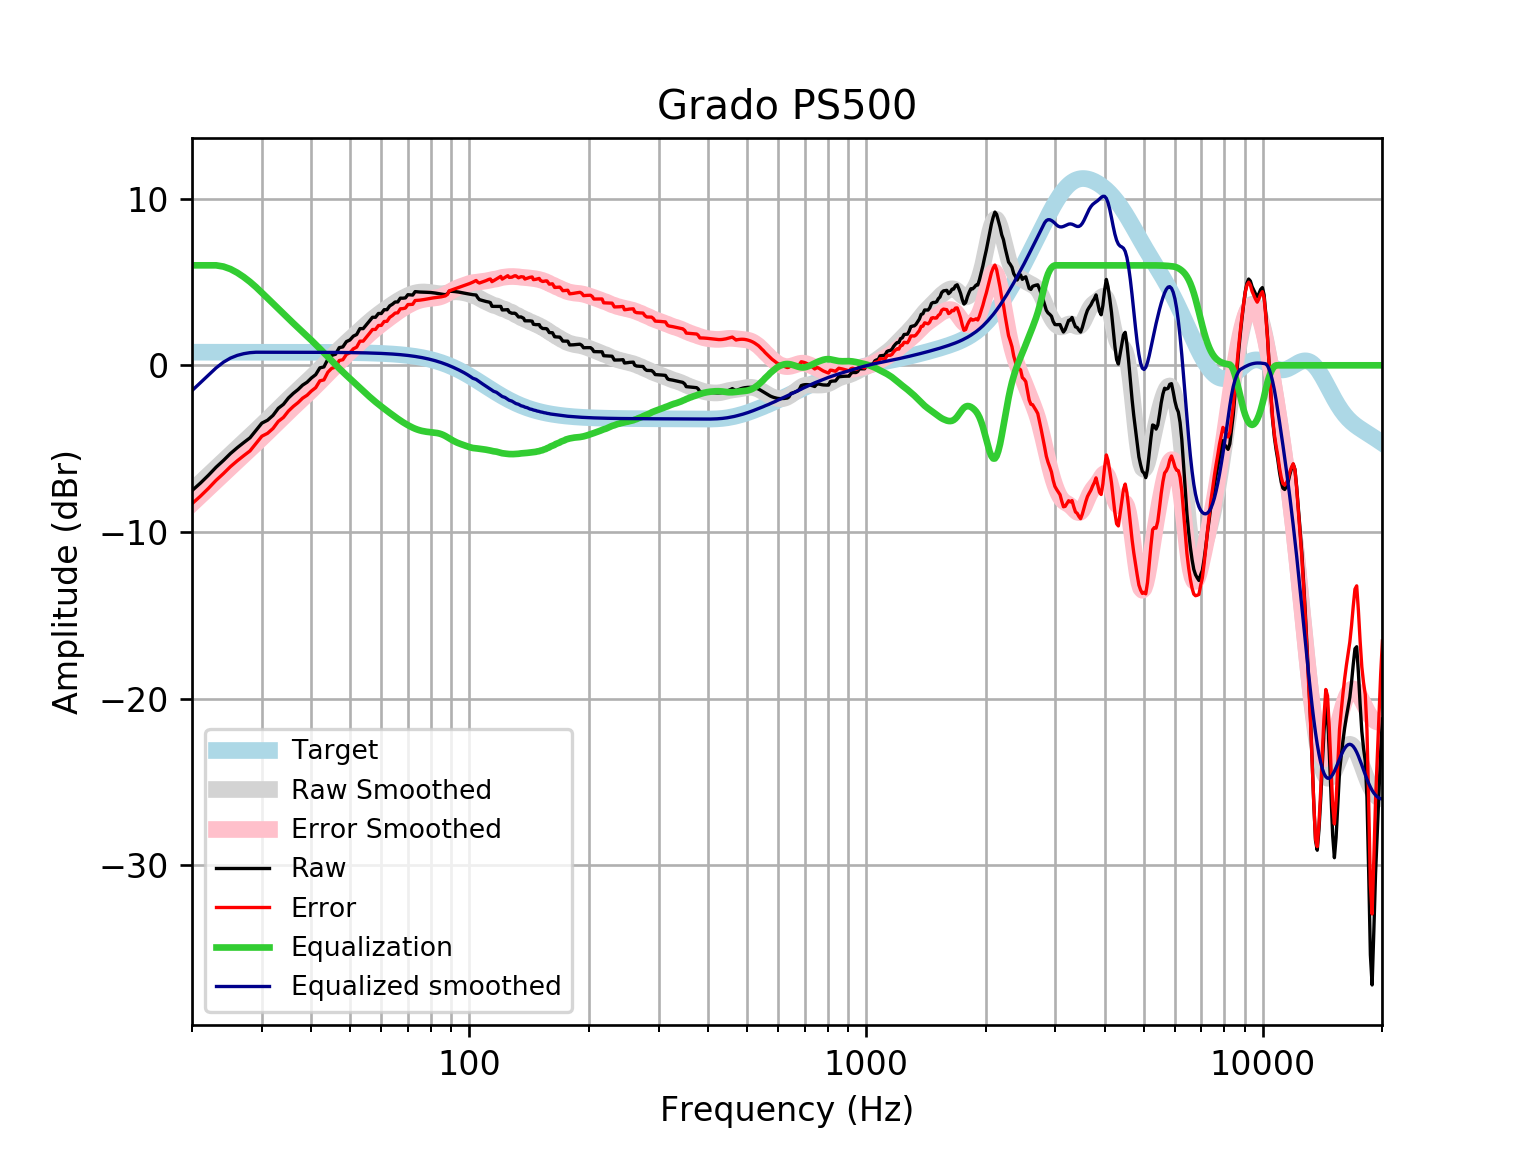 Grado PS500
10
0
−10
−20
−30
Amplitude (dBr)
Target
Raw Smoothed
Error Smoothed
Raw
Error
Equalization
Equalized smoothed
100
1000
10000
Frequency (Hz)